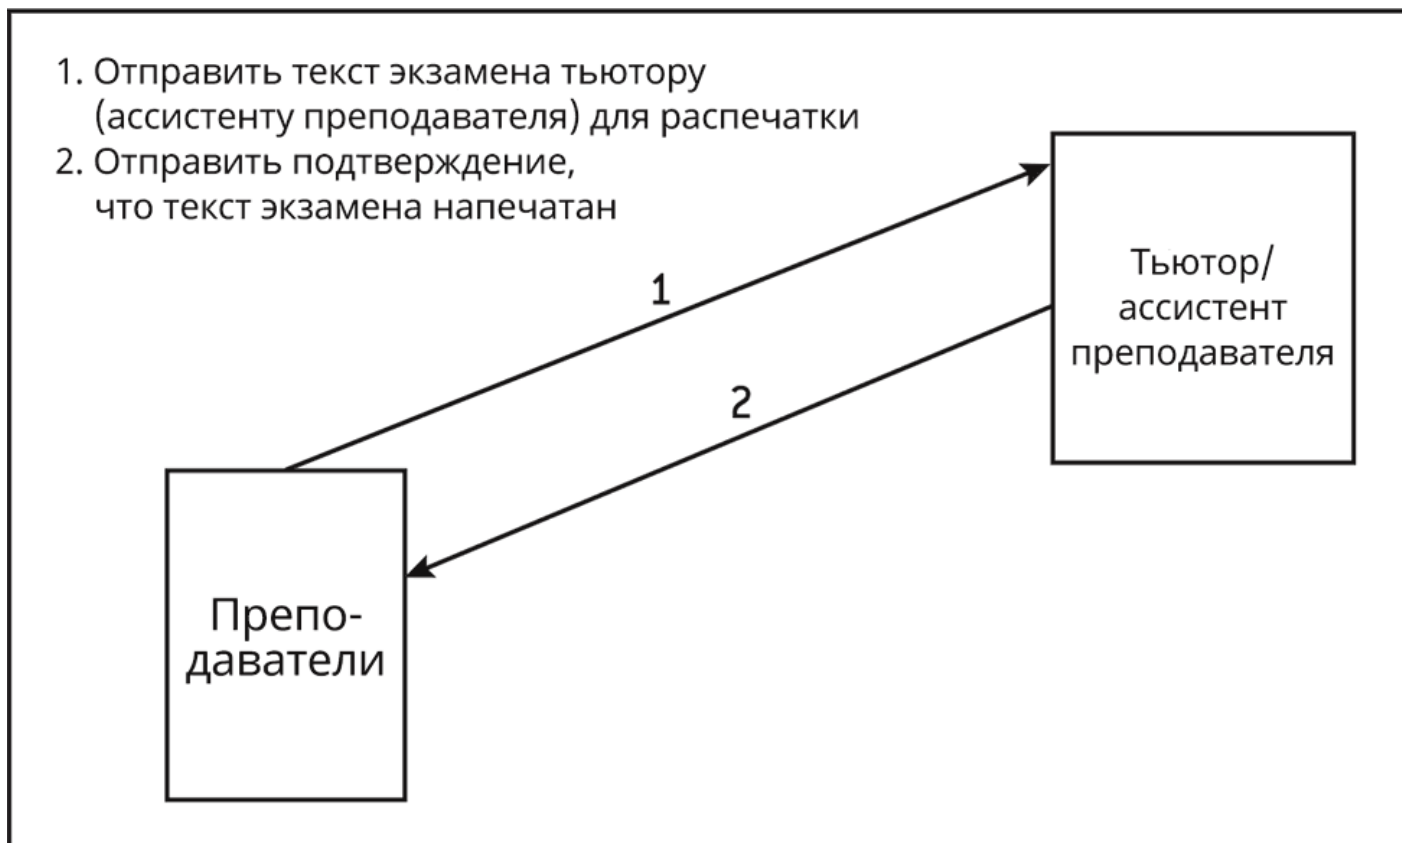 1. Отправить текст экзамена тьютору
(ассистенту преподавателя) для распечатки
2. Отправить подтверждение,
что текст экзамена напечатан
1
2
Тьютор/
ассистент
преподавателя
Препо-
даватели